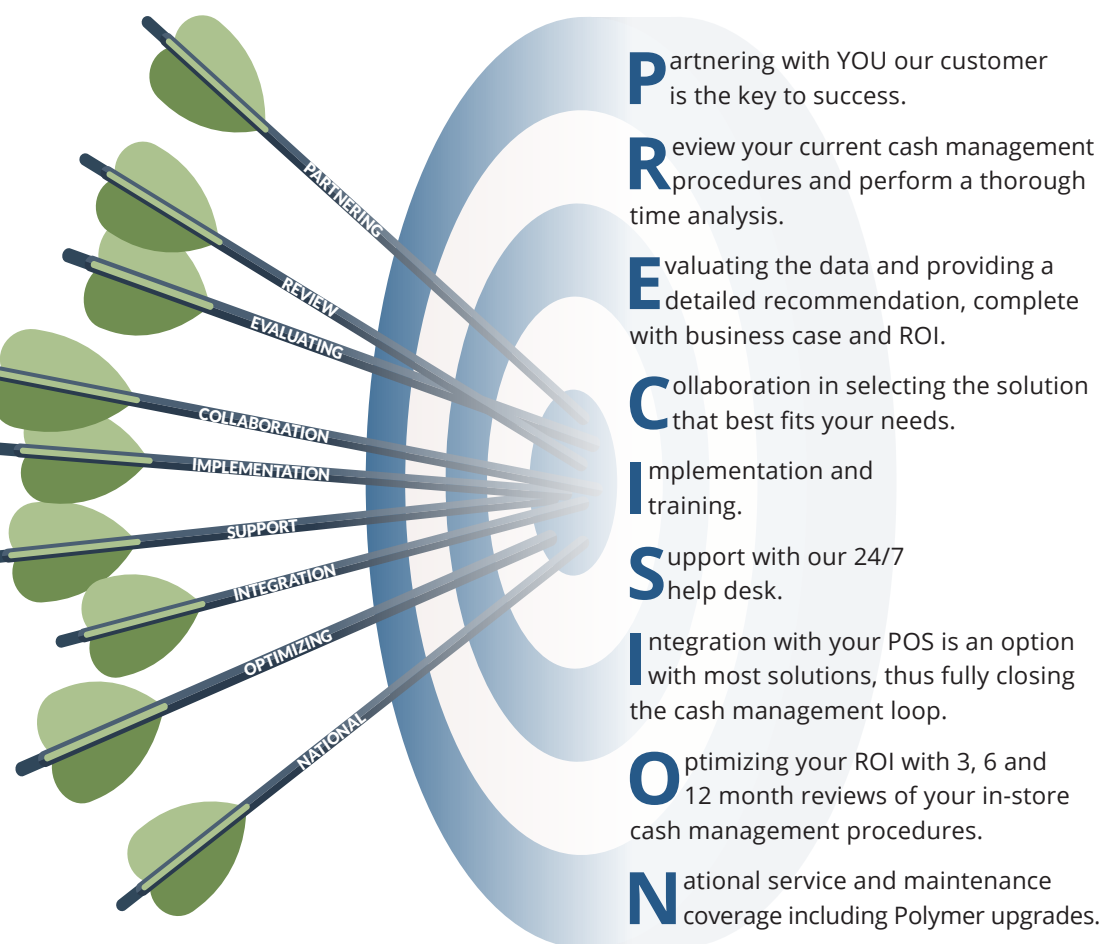 PARTNERING
REVIEW
EVALUATING
COLLABORATION
IMPLEMENTATION
SUPPORT
INTEGRATION
OPTIMIZING
NATIONAL
Partnering with YOU our customer
is the key to success.
Review your current cash management
procedures and perform a thorough
time analysis.
Evaluating the data and providing a
detailed recommendation, complete
with business case and ROI.
Collaboration in selecting the solution
that best fits your needs.
Implementation and
training.
Support with our 24/7
help desk.
Integration with your POS is an option
with most solutions, thus fully closing
the cash management loop.
Optimizing your ROI with 3, 6 and
12 month reviews of your in-store
cash management procedures.
National service and maintenance
coverage including Polymer upgrades.